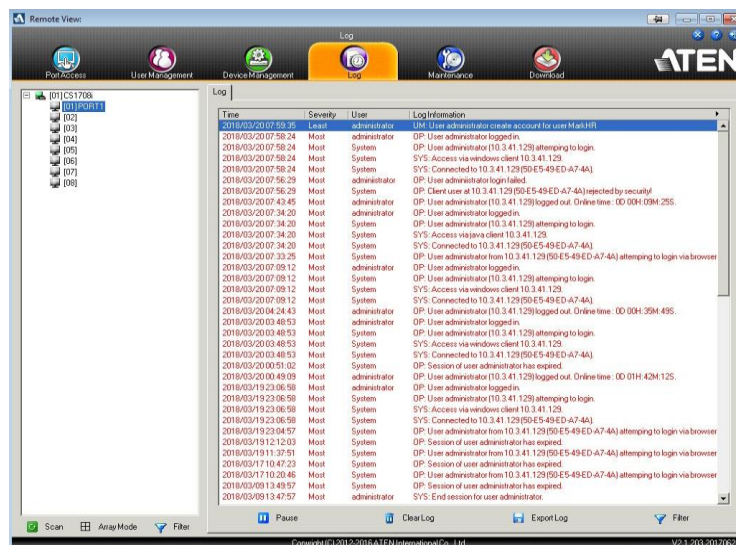 Remote View:
Log
Port Access
User Management
Device Management
Log
Maintenance
Download
ATEN
[01]CS1708i
[01]PORT1
[02]
[03]
[04]
[05]
[06]
[07]
[08]
Log
Time Severity User Log Information
2018/03/20 07:59:35 Least administrator UM: User administrator create account for user MarkHR
2018/03/20 07:58:24 Most administrator OP: User administrator logged in.
2018/03/20 07:58:24 Most System OP: User administrator (10.3.41.129) attemping to login.
2018/03/20 07:58:24 Most System SYS: Access via windows client 10.3.41.129.
2018/03/20 07:58:24 Most System SYS: Connected to 10.3.41.129 (50-E5-49-ED-A7-4A).
2018/03/20 07:56:29 Most administrator OP: User administrator login failed.
2018/03/20 07:56:29 Most System OP: Client user at 10.3.41.129 (50-E5-49-ED-A7-4A) rejected by security!
2018/03/20 07:43:45 Most administrator OP: User administrator (10.3.41.129) logged out. Online time : 0D 00H:09M:25S.
2018/03/20 07:34:20 Most administrator OP: User administrator logged in.
2018/03/20 07:34:20 Most System OP: User administrator (10.3.41.129) attemping to login.
2018/03/20 07:34:20 Most System SYS: Access via java client 10.3.41.129.
2018/03/20 07:34:20 Most System SYS: Connected to 10.3.41.129 (50-E5-49-ED-A7-4A).
2018/03/20 07:33:25 Most System OP: User administrator from 10.3.41.129 (50-E5-49-ED-A7-4A) attemping to login via browser
2018/03/20 07:09:12 Most administrator OP: User administrator logged in.
2018/03/20 07:09:12 Most System OP: User administrator (10.3.41.129) attemping to login.
2018/03/20 07:09:12 Most System SYS: Access via windows client 10.3.41.129.
2018/03/20 07:09:12 Most System SYS: Connected to 10.3.41.129 (50-E5-49-ED-A7-4A).
2018/03/20 04:24:43 Most administrator OP: User administrator (10.3.41.129) logged out. Online time : 0D 00H:35M:49S.
2018/03/20 03:48:53 Most administrator OP: User administrator logged in.
2018/03/20 03:48:53 Most System OP: User administrator (10.3.41.129) attemping to login.
2018/03/20 03:48:53 Most System SYS: Access via windows client 10.3.41.129.
2018/03/20 03:48:53 Most System SYS: Connected to 10.3.41.129 (50-E5-49-ED-A7-4A).
2018/03/20 00:51:02 Most System OP: Session of user administrator has expired.
2018/03/20 00:49:09 Most administrator OP: User administrator (10.3.41.129) logged out. Online time : 0D 01H:42M:12S.
2018/03/19 23:06:58 Most administrator OP: User administrator logged in.
2018/03/19 23:06:58 Most System OP: User administrator (10.3.41.129) attemping to login.
2018/03/19 23:06:58 Most System SYS: Access via windows client 10.3.41.129.
2018/03/19 23:06:58 Most System SYS: Connected to 10.3.41.129 (50-E5-49-ED-A7-4A).
2018/03/19 23:04:57 Most System OP: User administrator from 10.3.41.129 (50-E5-49-ED-A7-4A) attemping to login via browser
2018/03/19 12:12:03 Most System OP: Session of user administrator has expired.
2018/03/19 11:37:51 Most System OP: User administrator from 10.3.41.129 (50-E5-49-ED-A7-4A) attemping to login via browser
2018/03/17 10:47:23 Most System OP: Session of user administrator has expired.
2018/03/17 10:20:46 Most System OP: User administrator from 10.3.41.129 (50-E5-49-ED-A7-4A) attemping to login via browser
2018/03/09 13:49:57 Most System OP: Session of user administrator has expired.
2018/03/09 13:47:57 Most administrator SYS: End session for user administrator.
Pause Clear Log Export Log Filter
Scan Array Mode Filter
Copyright (C) 2012-2016 ATEN International Co., Ltd.